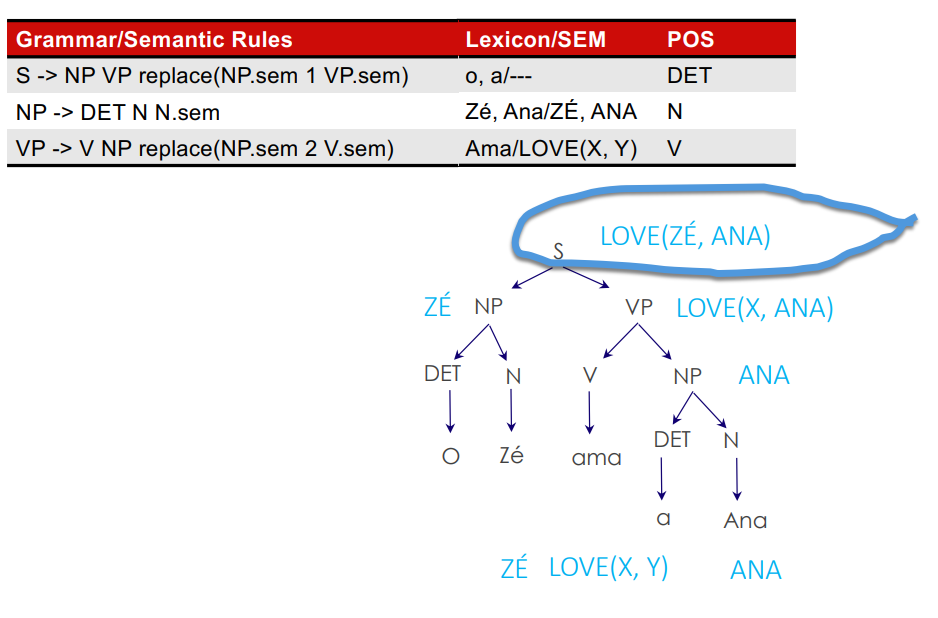 Grammar/Semantic Rules Lexicon/SEM POS
S -> NP VP replace(NP.sem 1 VP.sem) o, a/--- DET
NP -> DET N N.sem Zé, Ana/ZÉ, ANA N
VP -> V NP replace(NP.sem 2 V.sem) Ama/LOVE(X, Y) V
S LOVE(ZÉ, ANA)
ZÉ NP VP LOVE(X, ANA)
DET N V NP ANA
O Zé ama DET N
a Ana
ZÉ LOVE(X, Y) ANA